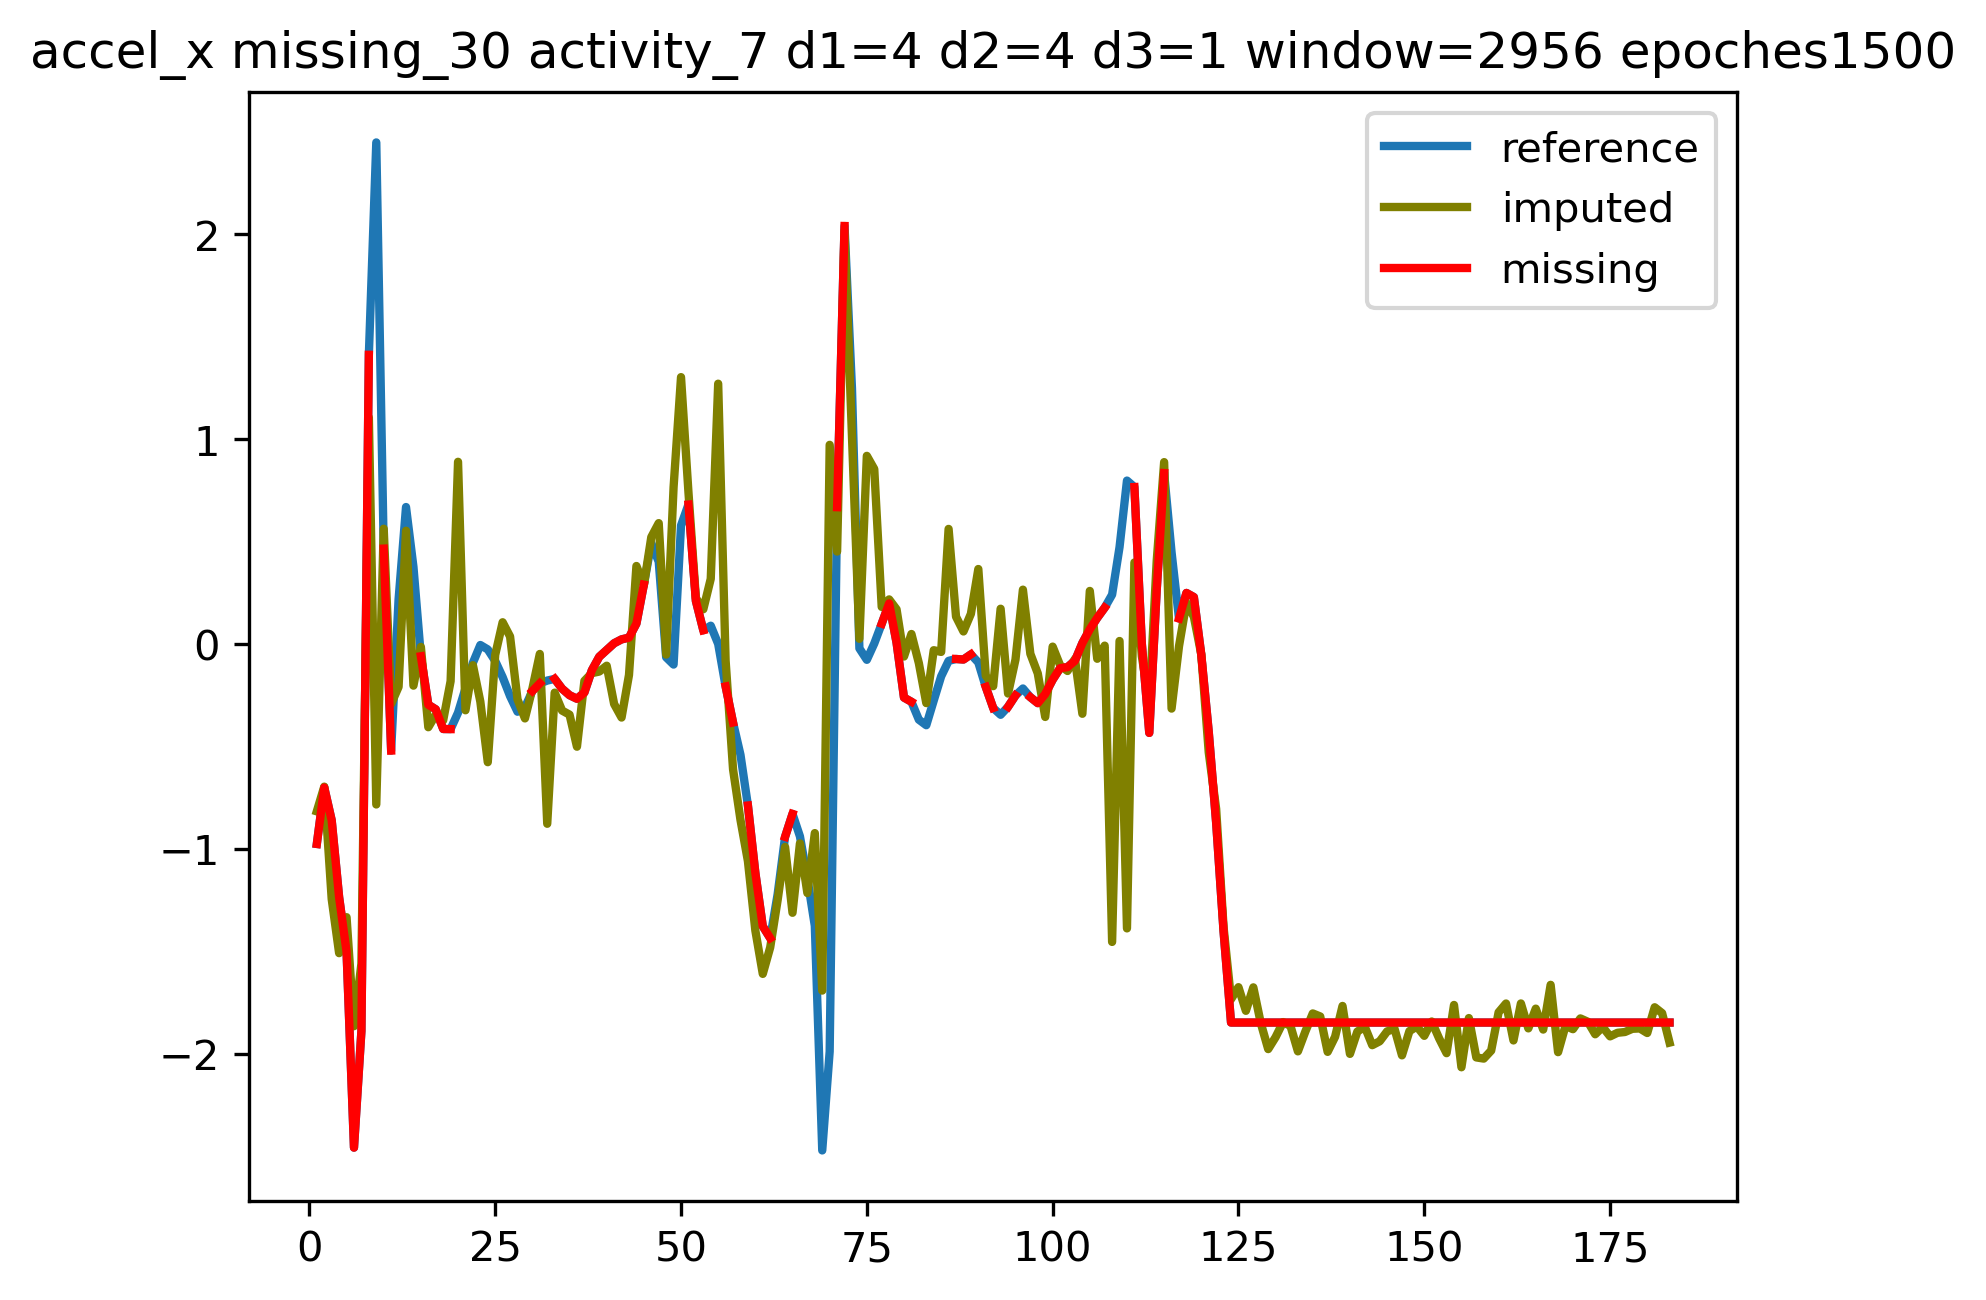 accel_x missing_30 activity_7 d1=4 d2=4 d3=1 window=2956 epoches1500
reference
imputed
missing
2
1
0
−1
−2
0 25 50 75 100 125 150 175